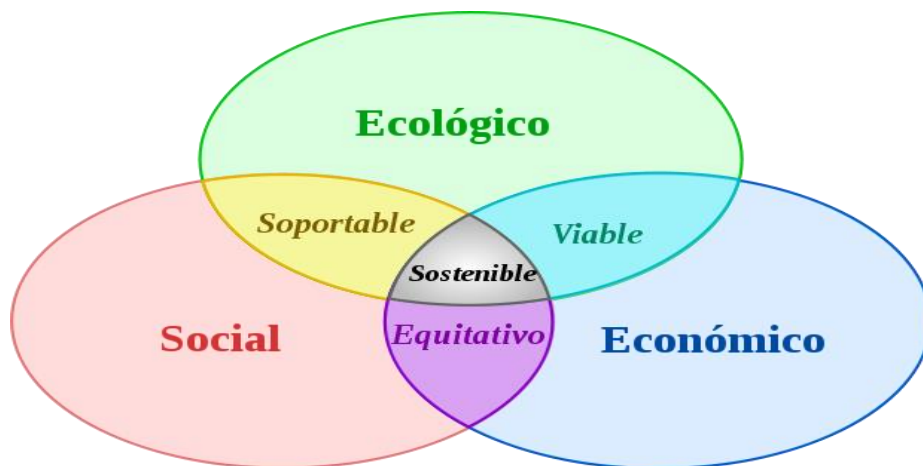 Ecológico
Soportable
Viable
Sostenible
Social
Equitativo
Económico